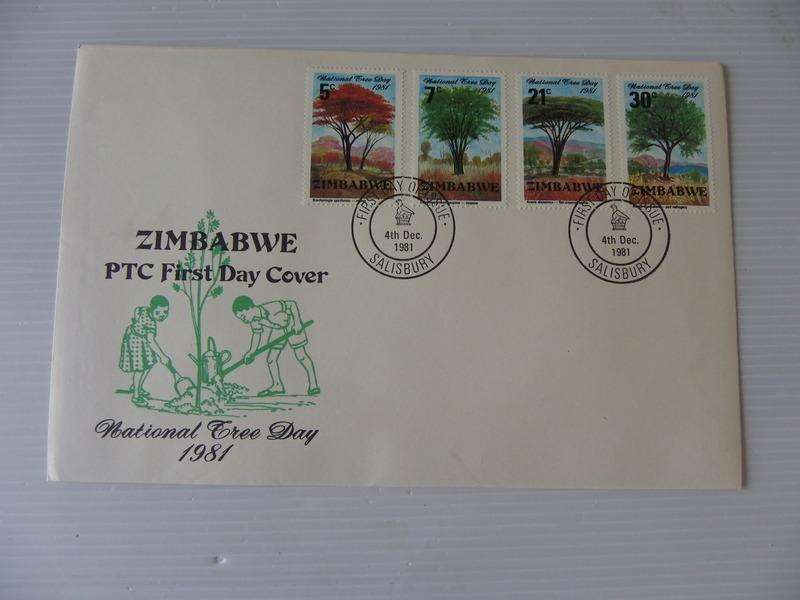 National Tree Day
1981
5c
ZIMBABWE
National Tree Day
1981
7c
ZIMBABWE
National Tree Day
1981
21c
ZIMBABWE
National Tree Day
1981
30c
ZIMBABWE
· FIRST DAY OF ISSUE ·
4th Dec.
1981
SALISBURY
· FIRST DAY OF ISSUE ·
4th Dec.
1981
SALISBURY
ZIMBABWE
PTC First Day Cover
National Tree Day
1981